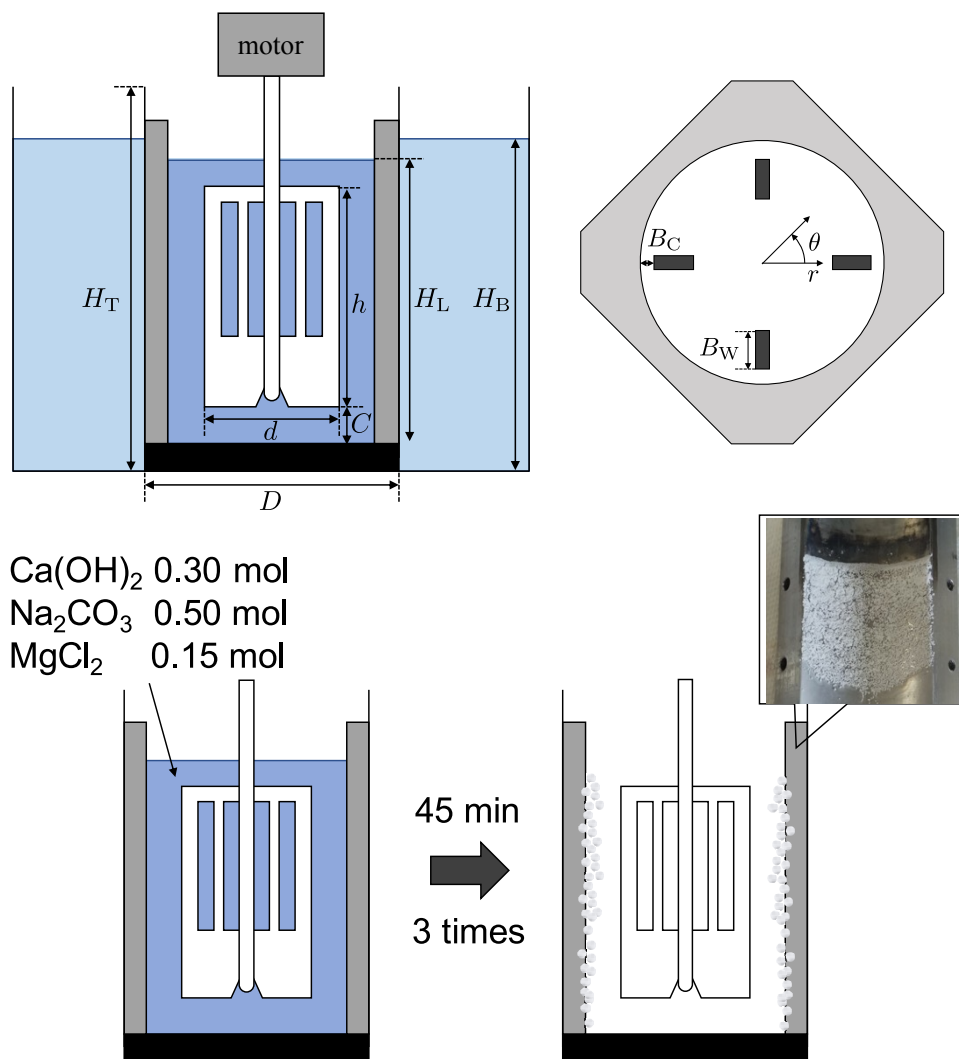 motor
H_T
h
H_L
H_B
d
C
D
B_C
θ
r
B_W
Ca(OH)₂ 0.30 mol
Na₂CO₃ 0.50 mol
MgCl₂ 0.15 mol
45 min
3 times